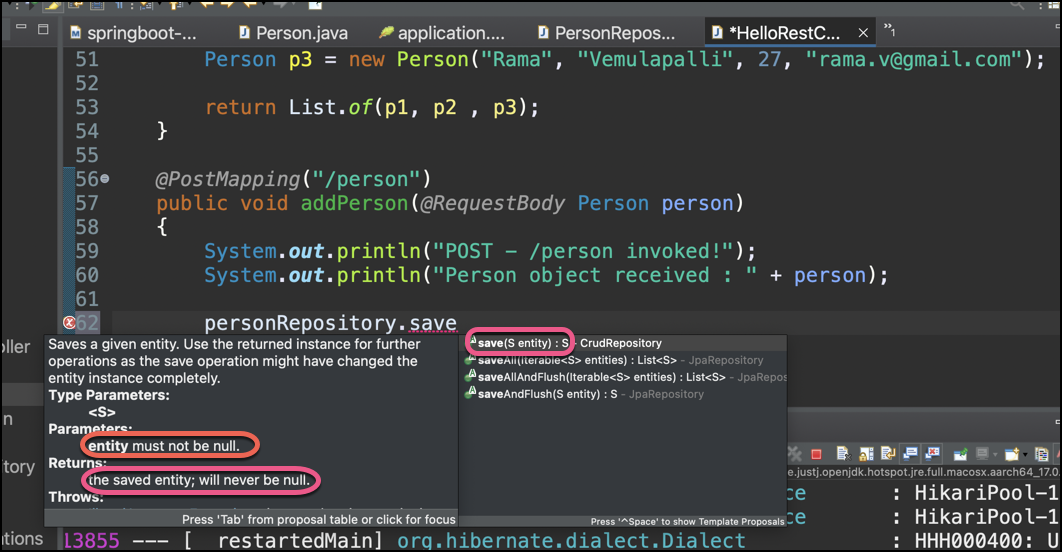 springboot-...
Person.java
application....
PersonRepos...
*HelloRestC...
1
51 Person p3 = new Person("Rama", "Vemulapalli", 27, "rama.v@gmail.com");
52
53 return List.of(p1, p2 , p3);
54 }
55
56 @PostMapping("/person")
57 public void addPerson(@RequestBody Person person)
58 {
59 System.out.println("POST - /person invoked!");
60 System.out.println("Person object received : " + person);
61
62 personRepository.save
Saves a given entity. Use the returned instance for further
operations as the save operation might have changed the
entity instance completely.
Type Parameters:
<S>
Parameters:
entity must not be null.
Returns:
the saved entity; will never be null.
Throws:
Press 'Tab' from proposal table or click for focus
save(S entity) : S - CrudRepository
saveAll(Iterable<S> entities) : List<S> - JpaRepository
saveAllAndFlush(Iterable<S> entities) : List<S> - JpaRepos
saveAndFlush(S entity) : S - JpaRepository
Press '^Space' to show Template Proposals
oller
n
itory
ations
e.justj.openjdk.hotspot.jre.full.macosx.aarch64_17.0.
ce : HikariPool-1
ce : HikariPool-1
13855 --- [ restartedMain] org.hibernate.dialect.Dialect : HHH000400: U